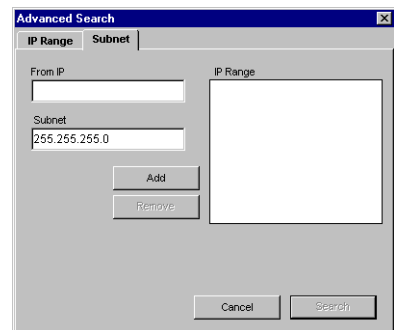 Advanced Search
IP Range Subnet
From IP
IP Range
Subnet
255.255.255.0
Add
Remove
Cancel Search